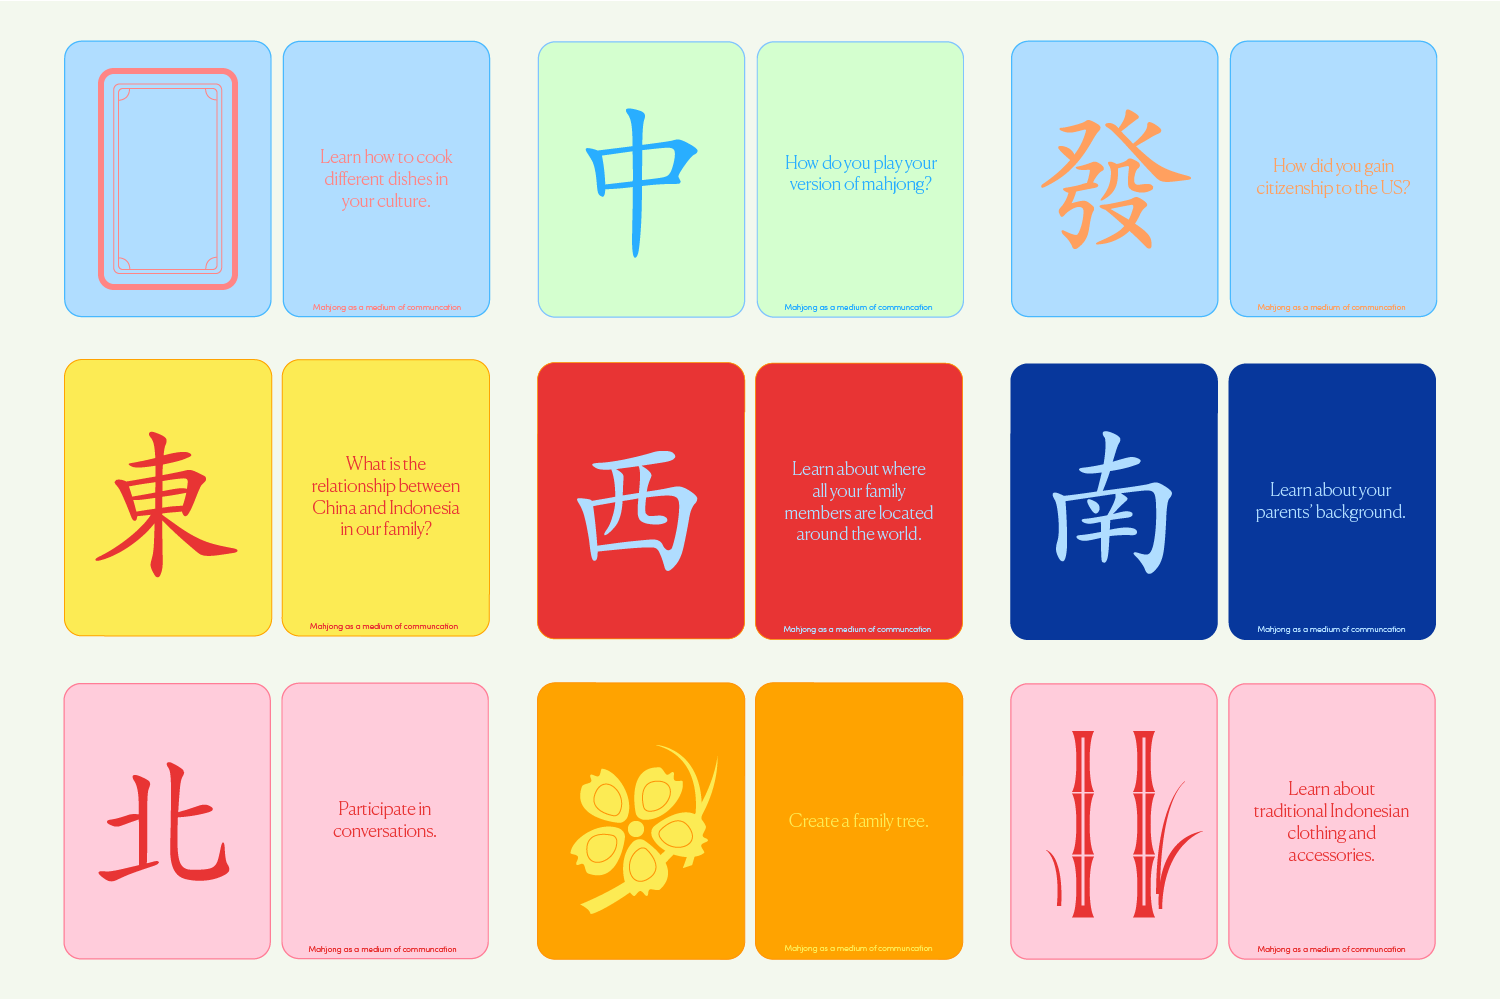 Learn how to cook
different dishes in
your culture.
Mahjong as a medium of communcation
中
How do you play your
version of mahjong?
Mahjong as a medium of communcation
發
How did you gain
citizenship to the US?
Mahjong as a medium of communcation
東
What is the
relationship between
China and Indonesia
in our family?
Mahjong as a medium of communcation
西
Learn about where
all your family
members are located
around the world.
Mahjong as a medium of communcation
南
Learn about your
parents’ background.
Mahjong as a medium of communcation
北
Participate in
conversations.
Mahjong as a medium of communcation
Create a family tree.
Mahjong as a medium of communcation
Learn about
traditional Indonesian
clothing and
accessories.
Mahjong as a medium of communcation